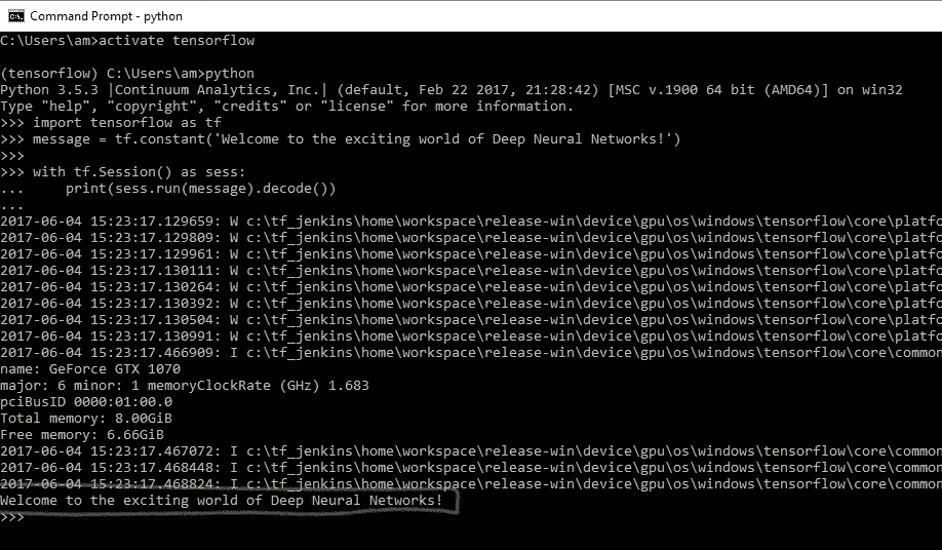 Command Prompt - python
C:\Users\am>activate tensorflow
(tensorflow) C:\Users\am>python
Python 3.5.3 |Continuum Analytics, Inc.| (default, Feb 22 2017, 21:28:42) [MSC v.1900 64 bit (AMD64)] on win32
Type "help", "copyright", "credits" or "license" for more information.
>>> import tensorflow as tf
>>> message = tf.constant('Welcome to the exciting world of Deep Neural Networks!')
>>>
>>> with tf.Session() as sess:
...     print(sess.run(message).decode())
...
2017-06-04 15:23:17.129659: W c:\tf_jenkins\home\workspace\release-win\device\gpu\os\windows\tensorflow\core\platfo
2017-06-04 15:23:17.129809: W c:\tf_jenkins\home\workspace\release-win\device\gpu\os\windows\tensorflow\core\platfo
2017-06-04 15:23:17.129961: W c:\tf_jenkins\home\workspace\release-win\device\gpu\os\windows\tensorflow\core\platfo
2017-06-04 15:23:17.130111: W c:\tf_jenkins\home\workspace\release-win\device\gpu\os\windows\tensorflow\core\platfo
2017-06-04 15:23:17.130264: W c:\tf_jenkins\home\workspace\release-win\device\gpu\os\windows\tensorflow\core\platfo
2017-06-04 15:23:17.130392: W c:\tf_jenkins\home\workspace\release-win\device\gpu\os\windows\tensorflow\core\platfo
2017-06-04 15:23:17.130504: W c:\tf_jenkins\home\workspace\release-win\device\gpu\os\windows\tensorflow\core\platfo
2017-06-04 15:23:17.130991: W c:\tf_jenkins\home\workspace\release-win\device\gpu\os\windows\tensorflow\core\platfo
2017-06-04 15:23:17.466909: I c:\tf_jenkins\home\workspace\release-win\device\gpu\os\windows\tensorflow\core\common
name: GeForce GTX 1070
major: 6 minor: 1 memoryClockRate (GHz) 1.683
pciBusID 0000:01:00.0
Total memory: 8.00GiB
Free memory: 6.66GiB
2017-06-04 15:23:17.467072: I c:\tf_jenkins\home\workspace\release-win\device\gpu\os\windows\tensorflow\core\common
2017-06-04 15:23:17.468448: I c:\tf_jenkins\home\workspace\release-win\device\gpu\os\windows\tensorflow\core\common
2017-06-04 15:23:17.468824: I c:\tf_jenkins\home\workspace\release-win\device\gpu\os\windows\tensorflow\core\common
Welcome to the exciting world of Deep Neural Networks!
>>>